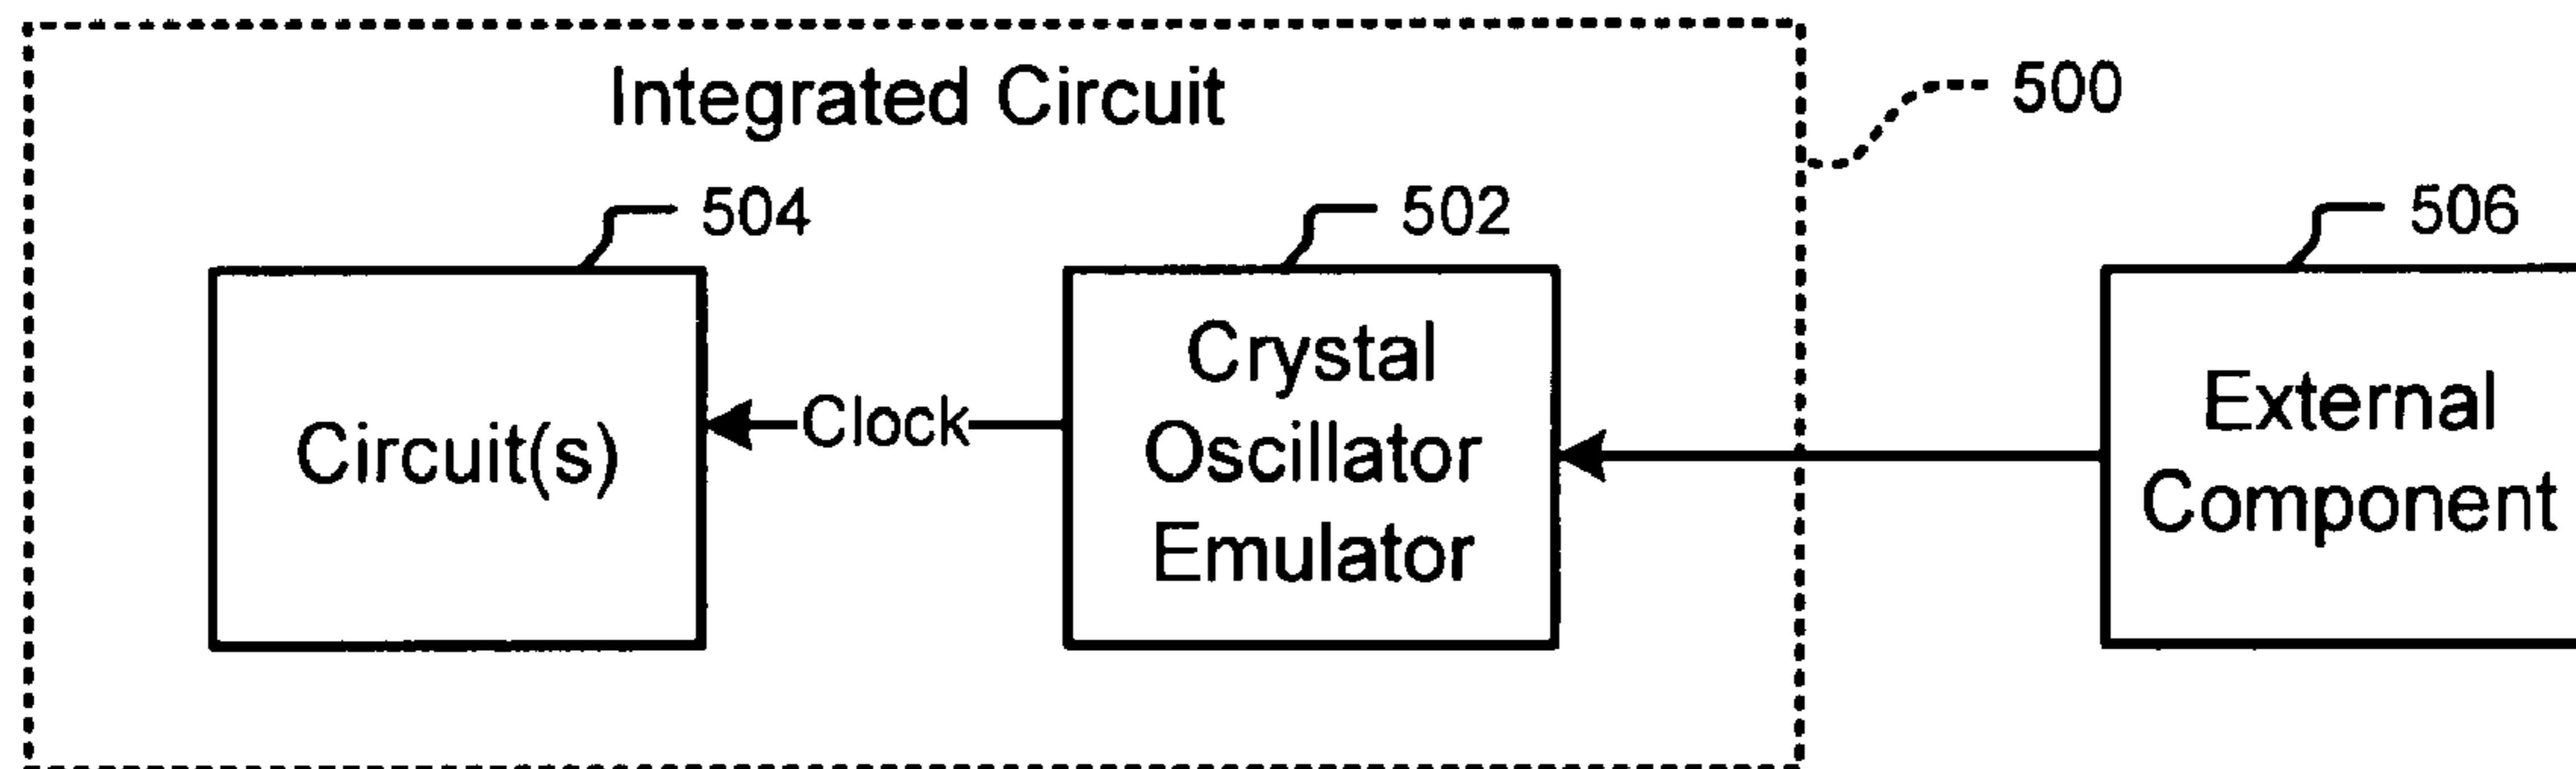 Integrated Circuit
500
504
502
506
Circuit(s)
Clock
Crystal
Oscillator
Emulator
External
Component